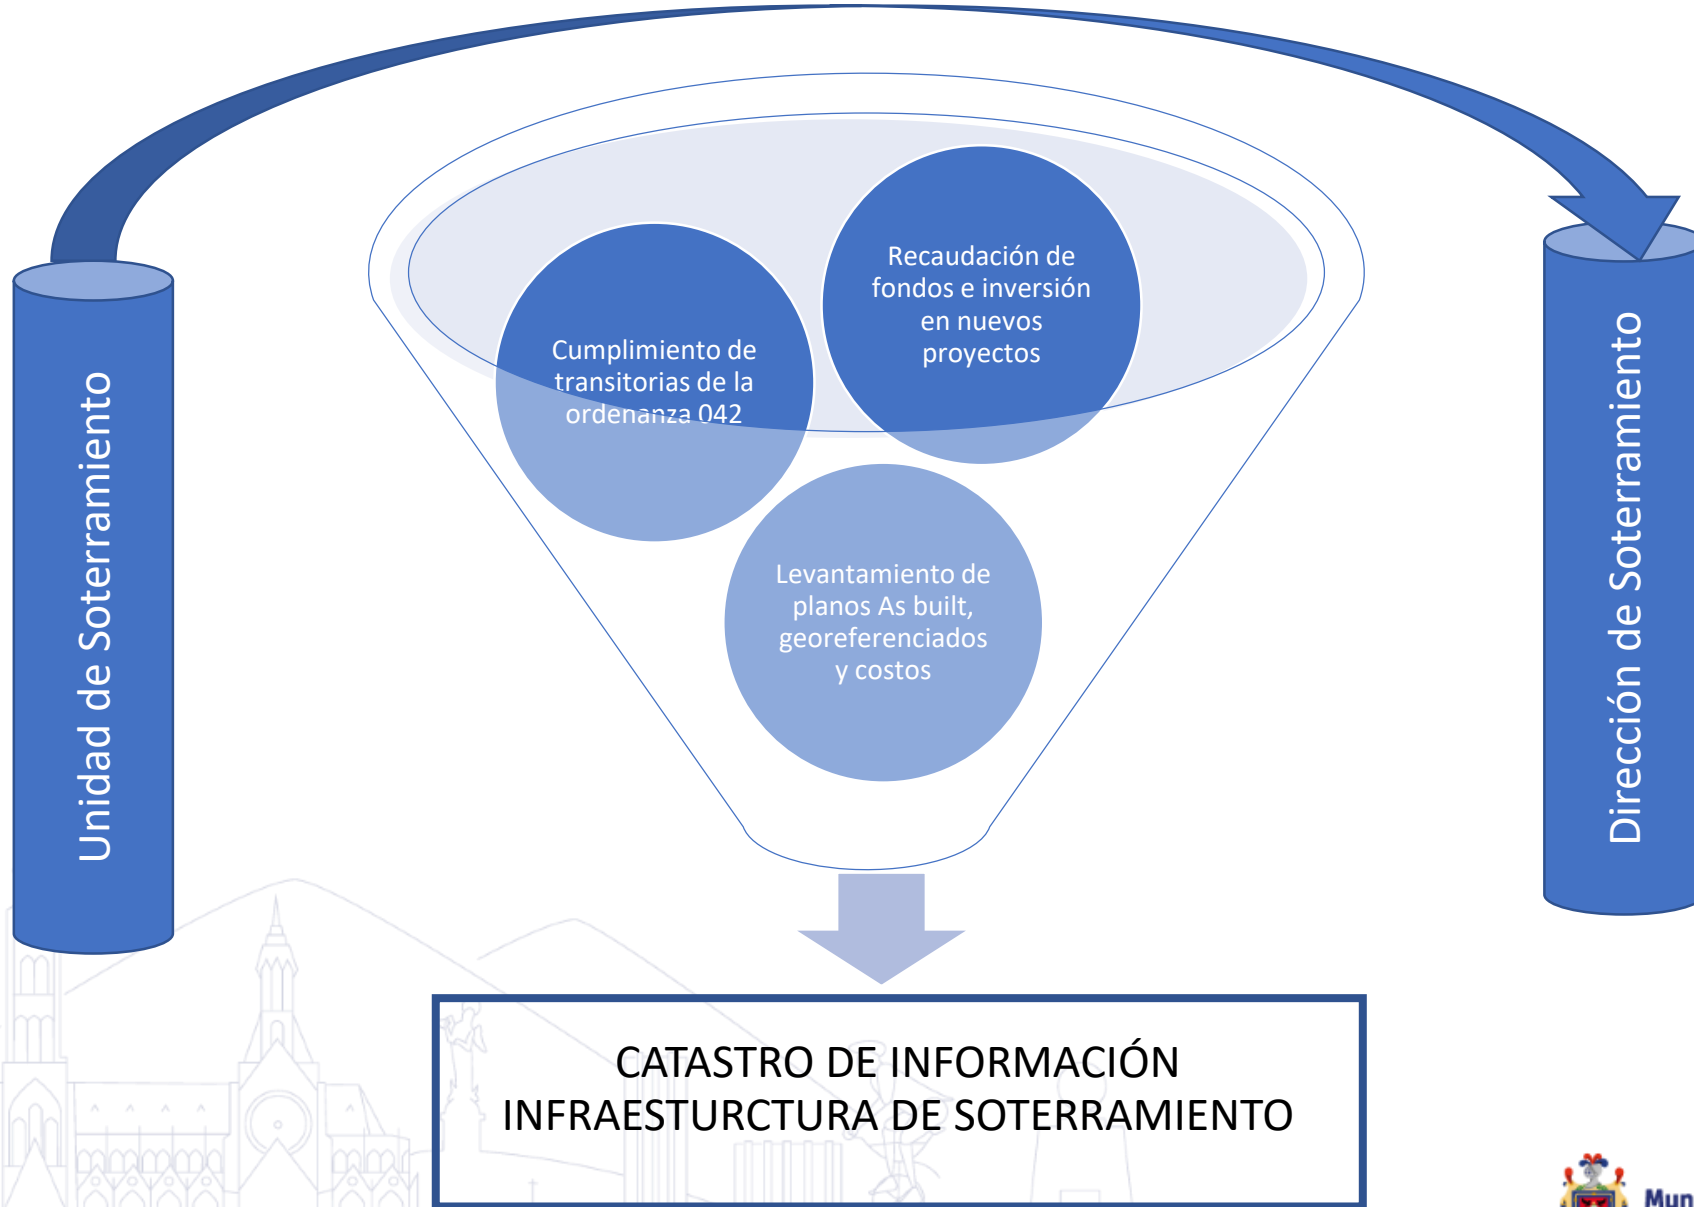 Unidad de Soterramiento
Recaudación de
fondos e inversión
en nuevos
proyectos
Cumplimiento de
transitorias de la
ordenanza 042
Levantamiento de
planos As built,
georeferenciados
y costos
Dirección de Soterramiento
CATASTRO DE INFORMACIÓN
INFRAESTURCTURA DE SOTERRAMIENTO
Mun